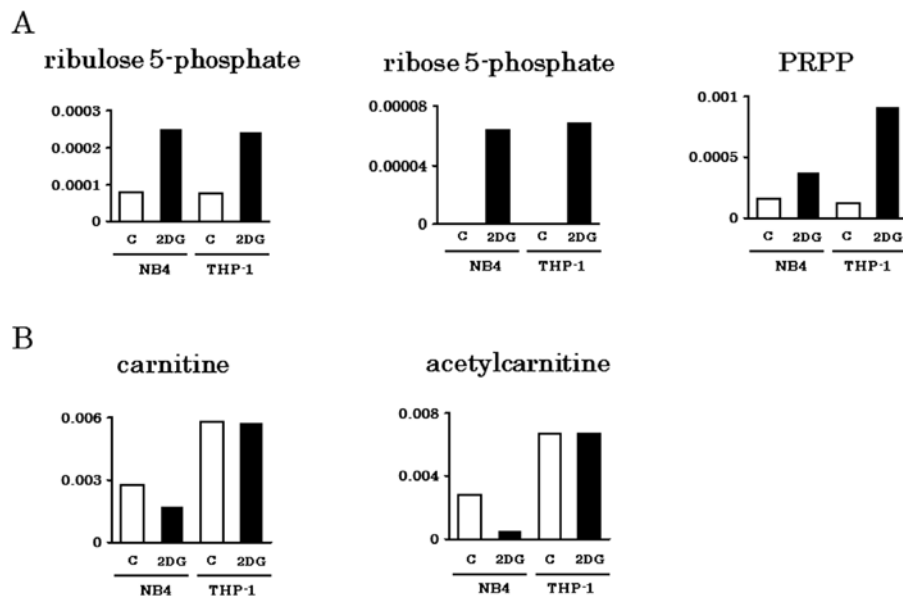 A
ribulose 5-phosphate
0.0003
0.0002
0.0001
0
C 2DG C 2DG
NB4 THP-1
ribose 5-phosphate
0.00008
0.00004
0
C 2DG C 2DG
NB4 THP-1
PRPP
0.001
0.0005
0
C 2DG C 2DG
NB4 THP-1
B
carnitine
0.006
0.003
0
C 2DG C 2DG
NB4 THP-1
acetylcarnitine
0.008
0.004
0
C 2DG C 2DG
NB4 THP-1